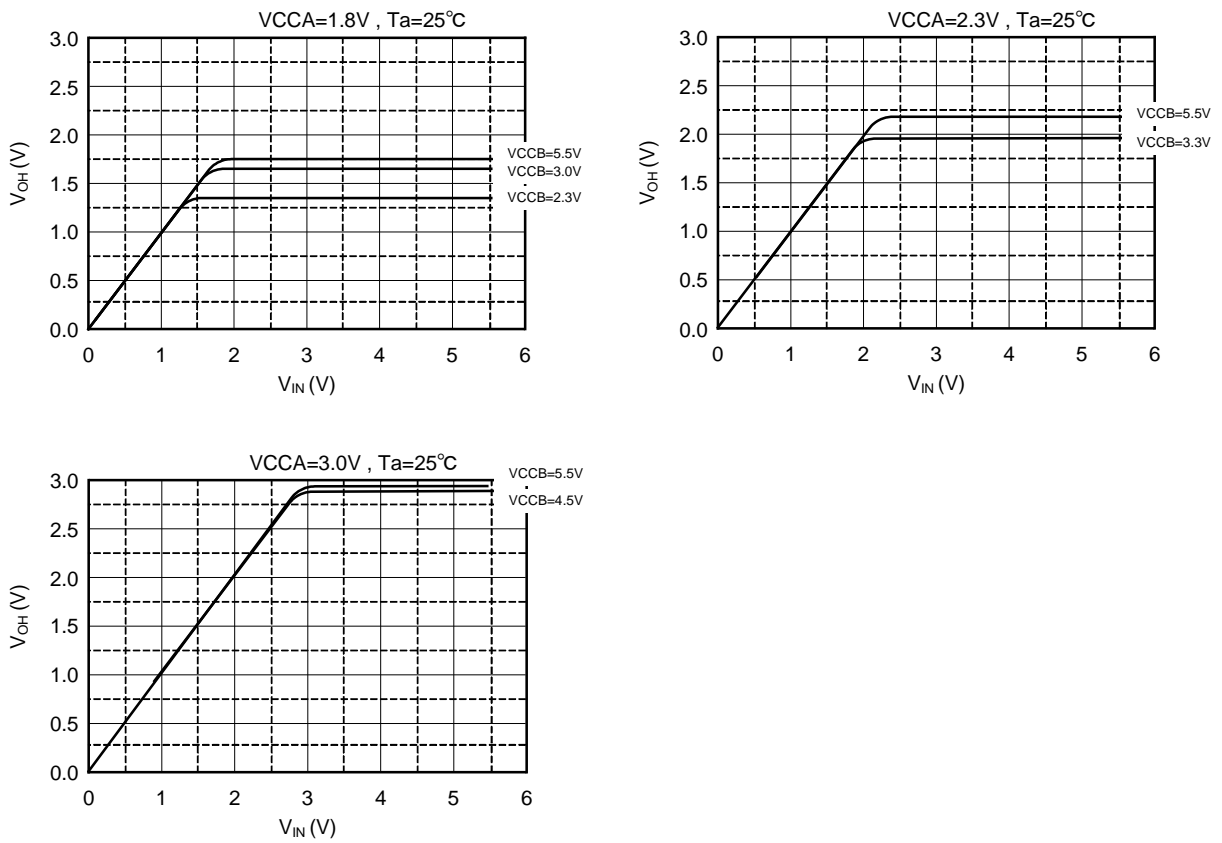 VCCA=1.8V , Ta=25°C
3.0
2.5
2.0
1.5
1.0
0.5
0.0
VOH (V)
VCCB=5.5V
VCCB=3.0V
VCCB=2.3V
0 1 2 3 4 5 6
VIN (V)
VCCA=2.3V , Ta=25°C
3.0
2.5
2.0
1.5
1.0
0.5
0.0
VOH (V)
VCCB=5.5V
VCCB=3.3V
0 1 2 3 4 5 6
VIN (V)
VCCA=3.0V , Ta=25°C
3.0
2.5
2.0
1.5
1.0
0.5
0.0
VOH (V)
VCCB=5.5V
VCCB=4.5V
0 1 2 3 4 5 6
VIN (V)